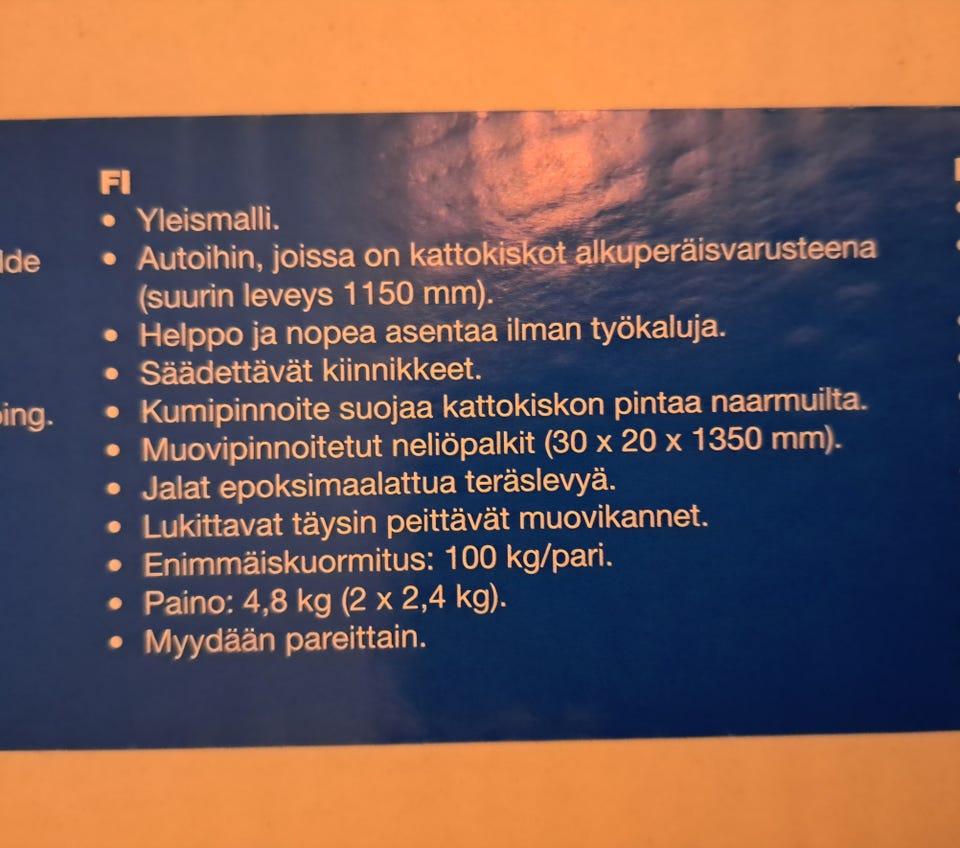 FI
• Yleismalli.
• Autoihin, joissa on kattokiskot alkuperäisvarusteena
(suurin leveys 1150 mm).
• Helppo ja nopea asentaa ilman työkaluja.
• Säädettävät kiinnikkeet.
• Kumipinnoite suojaa kattokiskon pintaa naarmuilta.
• Muovipinnoitetut neliöpalkit (30 x 20 x 1350 mm).
• Jalat epoksimaalattua teräslevyä.
• Lukittavat täysin peittävät muovikannet.
• Enimmäiskuormitus: 100 kg/pari.
• Paino: 4,8 kg (2 x 2,4 kg).
• Myydään pareittain.